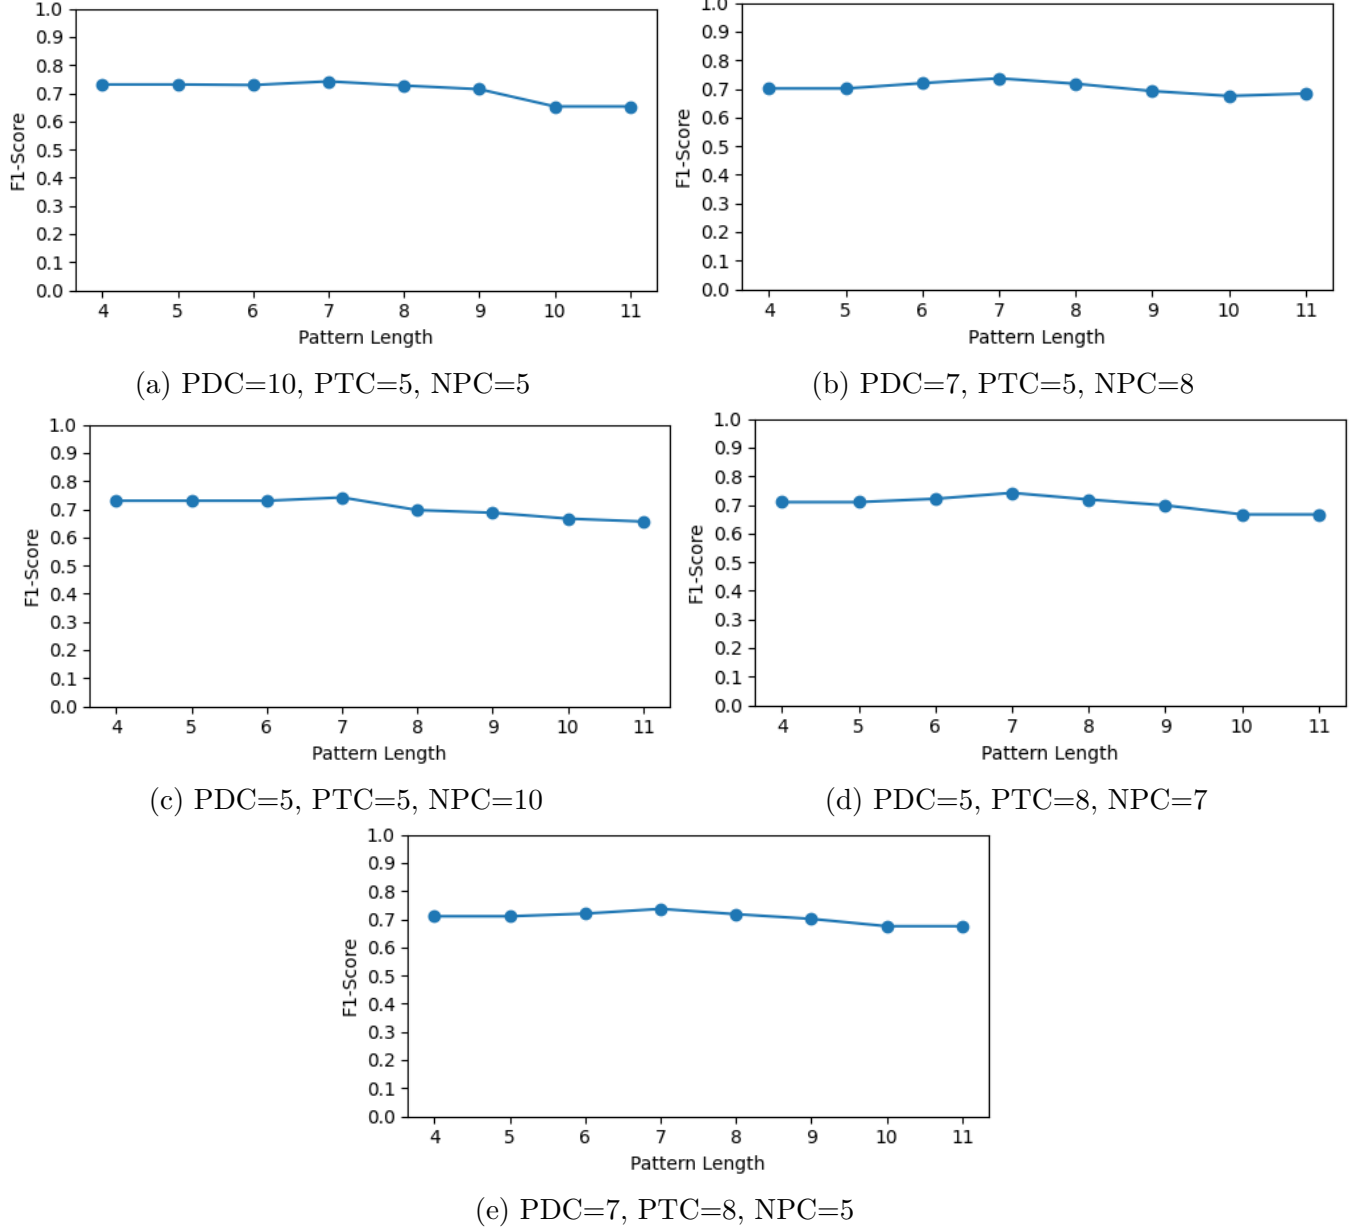 1.0
0.9
0.8
0.7
0.6
0.5
0.4
0.3
0.2
0.1
0.0
F1-Score
4 5 6 7 8 9 10 11
Pattern Length
(a) PDC=10, PTC=5, NPC=5
1.0
0.9
0.8
0.7
0.6
0.5
0.4
0.3
0.2
0.1
0.0
F1-Score
4 5 6 7 8 9 10 11
Pattern Length
(b) PDC=7, PTC=5, NPC=8
1.0
0.9
0.8
0.7
0.6
0.5
0.4
0.3
0.2
0.1
0.0
F1-Score
4 5 6 7 8 9 10 11
Pattern Length
(c) PDC=5, PTC=5, NPC=10
1.0
0.9
0.8
0.7
0.6
0.5
0.4
0.3
0.2
0.1
0.0
F1-Score
4 5 6 7 8 9 10 11
Pattern Length
(d) PDC=5, PTC=8, NPC=7
1.0
0.9
0.8
0.7
0.6
0.5
0.4
0.3
0.2
0.1
0.0
F1-Score
4 5 6 7 8 9 10 11
Pattern Length
(e) PDC=7, PTC=8, NPC=5